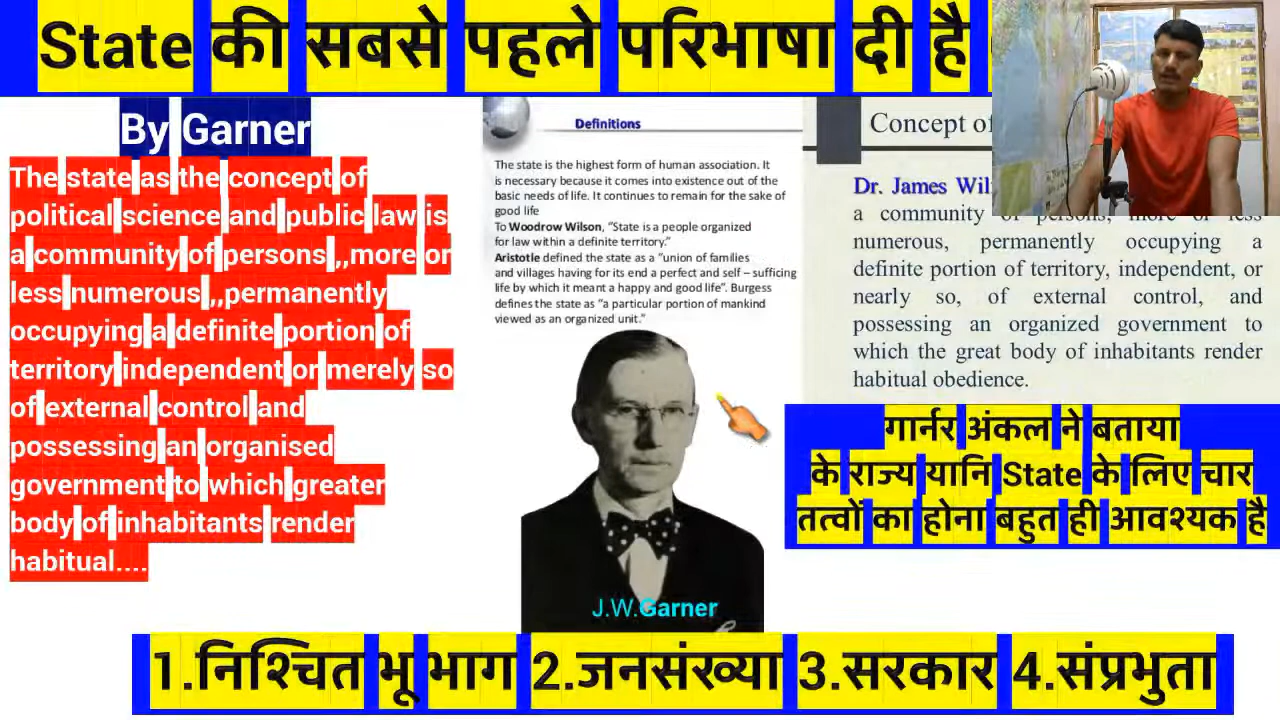 State की सबसे पहले परिभाषा दी है
By Garner
The state as the concept of
political science and public law is
a community of persons ,,more or
less numerous ,,permanently
occupying a definite portion of
territory independent or merely so
of external control and
possessing an organised
government to which greater
body of inhabitants render
habitual....
Definitions
The state is the highest form of human association. It
is necessary because it comes into existence out of the
basic needs of life. It continues to remain for the sake of
good life
To Woodrow Wilson, “State is a people organized
for law within a definite territory.”
Aristotle defined the state as a “union of families
and villages having for its end a perfect and self – sufficing
life by which it meant a happy and good life”. Burgess
defines the state as “a particular portion of mankind
viewed as an organized unit.”
J.W.Garner
Concept of
Dr. James
a community of persons, more or less
numerous, permanently occupying a
definite portion of territory, independent, or
nearly so, of external control, and
possessing an organized government to
which the great body of inhabitants render
habitual obedience.
गार्नर अंकल ने बताया
के राज्य यानि State के लिए चार
तत्वों का होना बहुत ही आवश्यक है
1.निश्चित भू भाग 2.जनसंख्या 3.सरकार 4.संप्रभुता